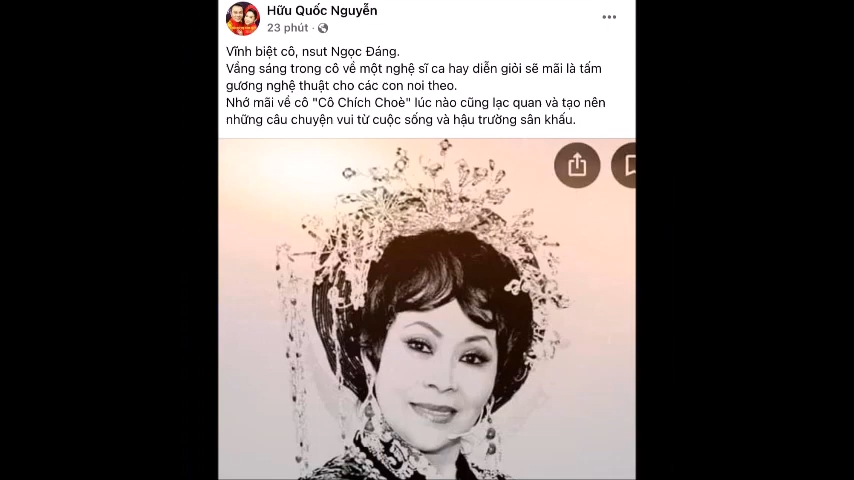 Hữu Quốc Nguyễn
23 phút ·
Vĩnh biệt cô, nsut Ngọc Đáng.
Vầng sáng trong cô về một nghệ sĩ ca hay diễn giỏi sẽ mãi là tấm
gương nghệ thuật cho các con noi theo.
Nhớ mãi về cô "Cô Chích Choè" lúc nào cũng lạc quan và tạo nên
những câu chuyện vui từ cuộc sống và hậu trường sân khấu.